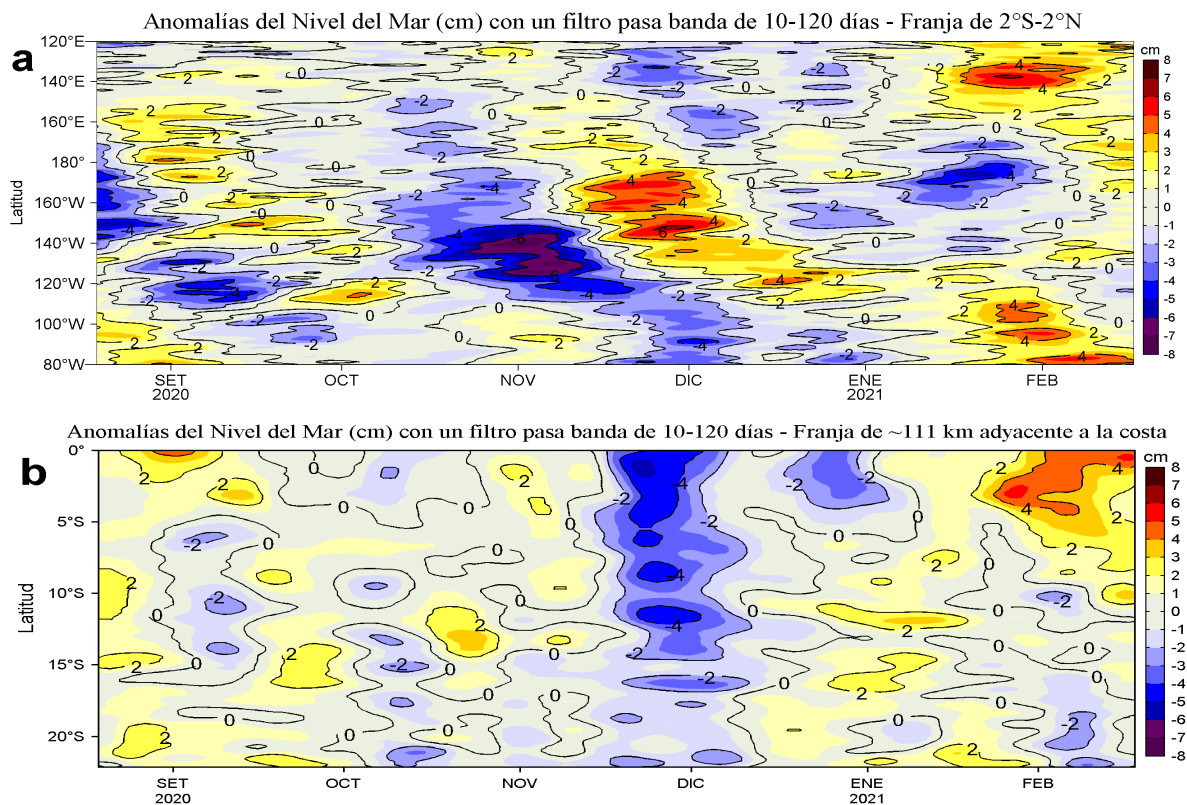 Anomalías del Nivel del Mar (cm) con un filtro pasa banda de 10-120 días - Franja de 2°S-2°N
a
cm
120°E
140°E
160°E
180°
160°W
140°W
120°W
100°W
80°W
Latitud
8
7
6
5
4
3
2
1
0
-1
-2
-3
-4
-5
-6
-7
-8
SET
2020
OCT
NOV
DIC
ENE
2021
FEB
Anomalías del Nivel del Mar (cm) con un filtro pasa banda de 10-120 días - Franja de ~111 km adyacente a la costa
b
cm
0°
5°S
10°S
15°S
20°S
Latitud
8
7
6
5
4
3
2
1
0
-1
-2
-3
-4
-5
-6
-7
-8
SET
2020
OCT
NOV
DIC
ENE
2021
FEB